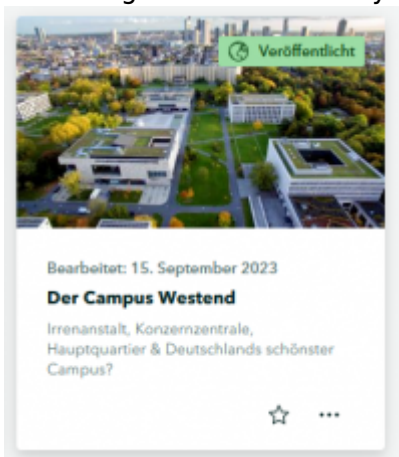 Veröffentlicht
Bearbeitet: 15. September 2023
Der Campus Westend
Irrenanstalt, Konzernzentrale,
Hauptquartier & Deutschlands schönster
Campus?